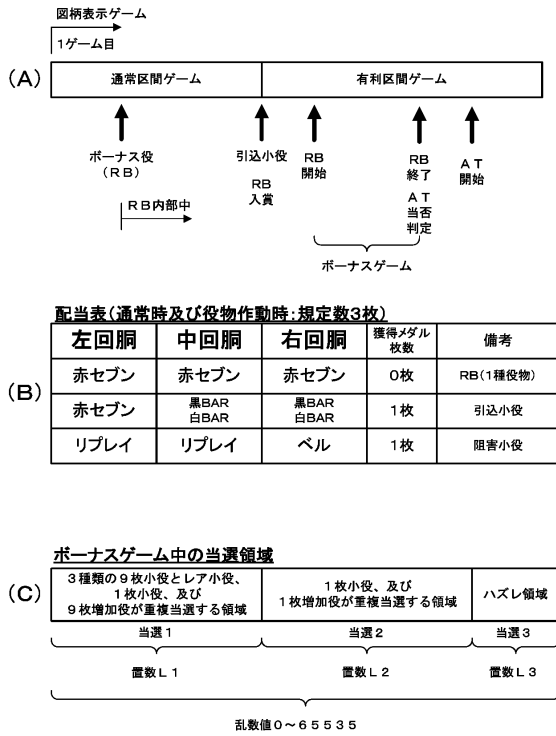 図柄表示ゲーム
1ゲーム目
(A)
通常区間ゲーム
有利区間ゲーム
ボーナス役
(RB)
引込小役
RB
入賞
RB
開始
RB
終了
AT
当否
判定
AT
開始
RB内部中
ボーナスゲーム
配当表(通常時及び役物作動時:規定数3枚)
(B)
左回胴 中回胴 右回胴 獲得メダル枚数 備考
赤セブン 赤セブン 赤セブン 0枚 RB(1種役物)
赤セブン 黒BAR 白BAR 黒BAR 白BAR 1枚 引込小役
リプレイ リプレイ ベル 1枚 阻害小役
ボーナスゲーム中の当選領域
(C)
3種類の9枚小役とレア小役、
1枚小役、及び
9枚増加役が重複当選する領域
1枚小役、及び
1枚増加役が重複当選する領域
ハズレ領域
当選1 当選2 当選3
置数L1 置数L2 置数L3
乱数値0~65535